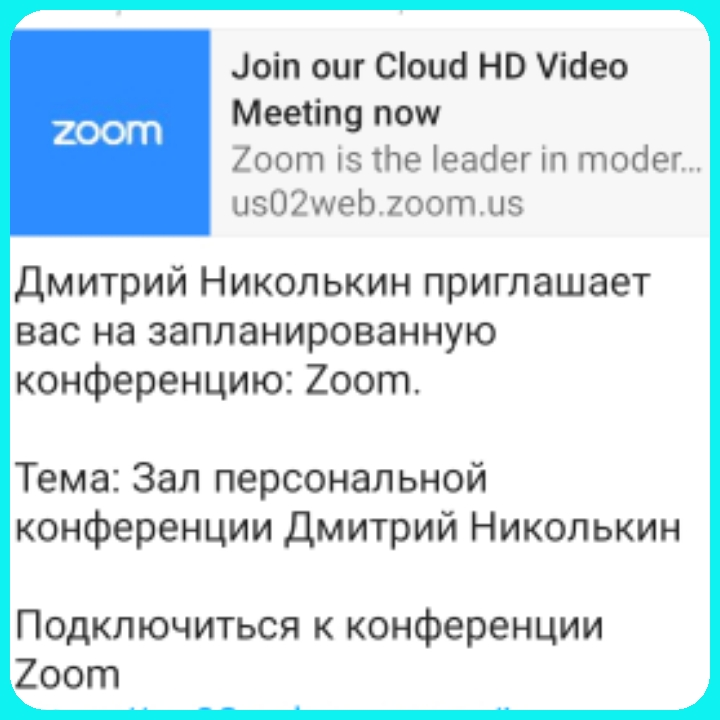 Join our Cloud HD Video
Meeting now
zoom
Zoom is the leader in moder...
us02web.zoom.us
Дмитрий Николькин приглашает
вас на запланированную
конференцию: Zoom.
Тема: Зал персональной
конференции Дмитрий Николькин
Подключиться к конференции
Zoom